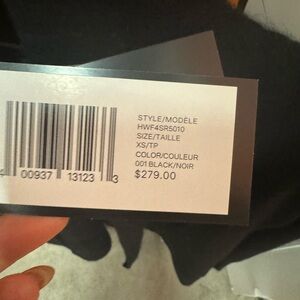 STYLE/MODÈLE
HWF4SR5010
SIZE/TAILLE
XS/TP
COLOR/COULEUR
001 BLACK/NOIR
$279.00
00937 13123 3